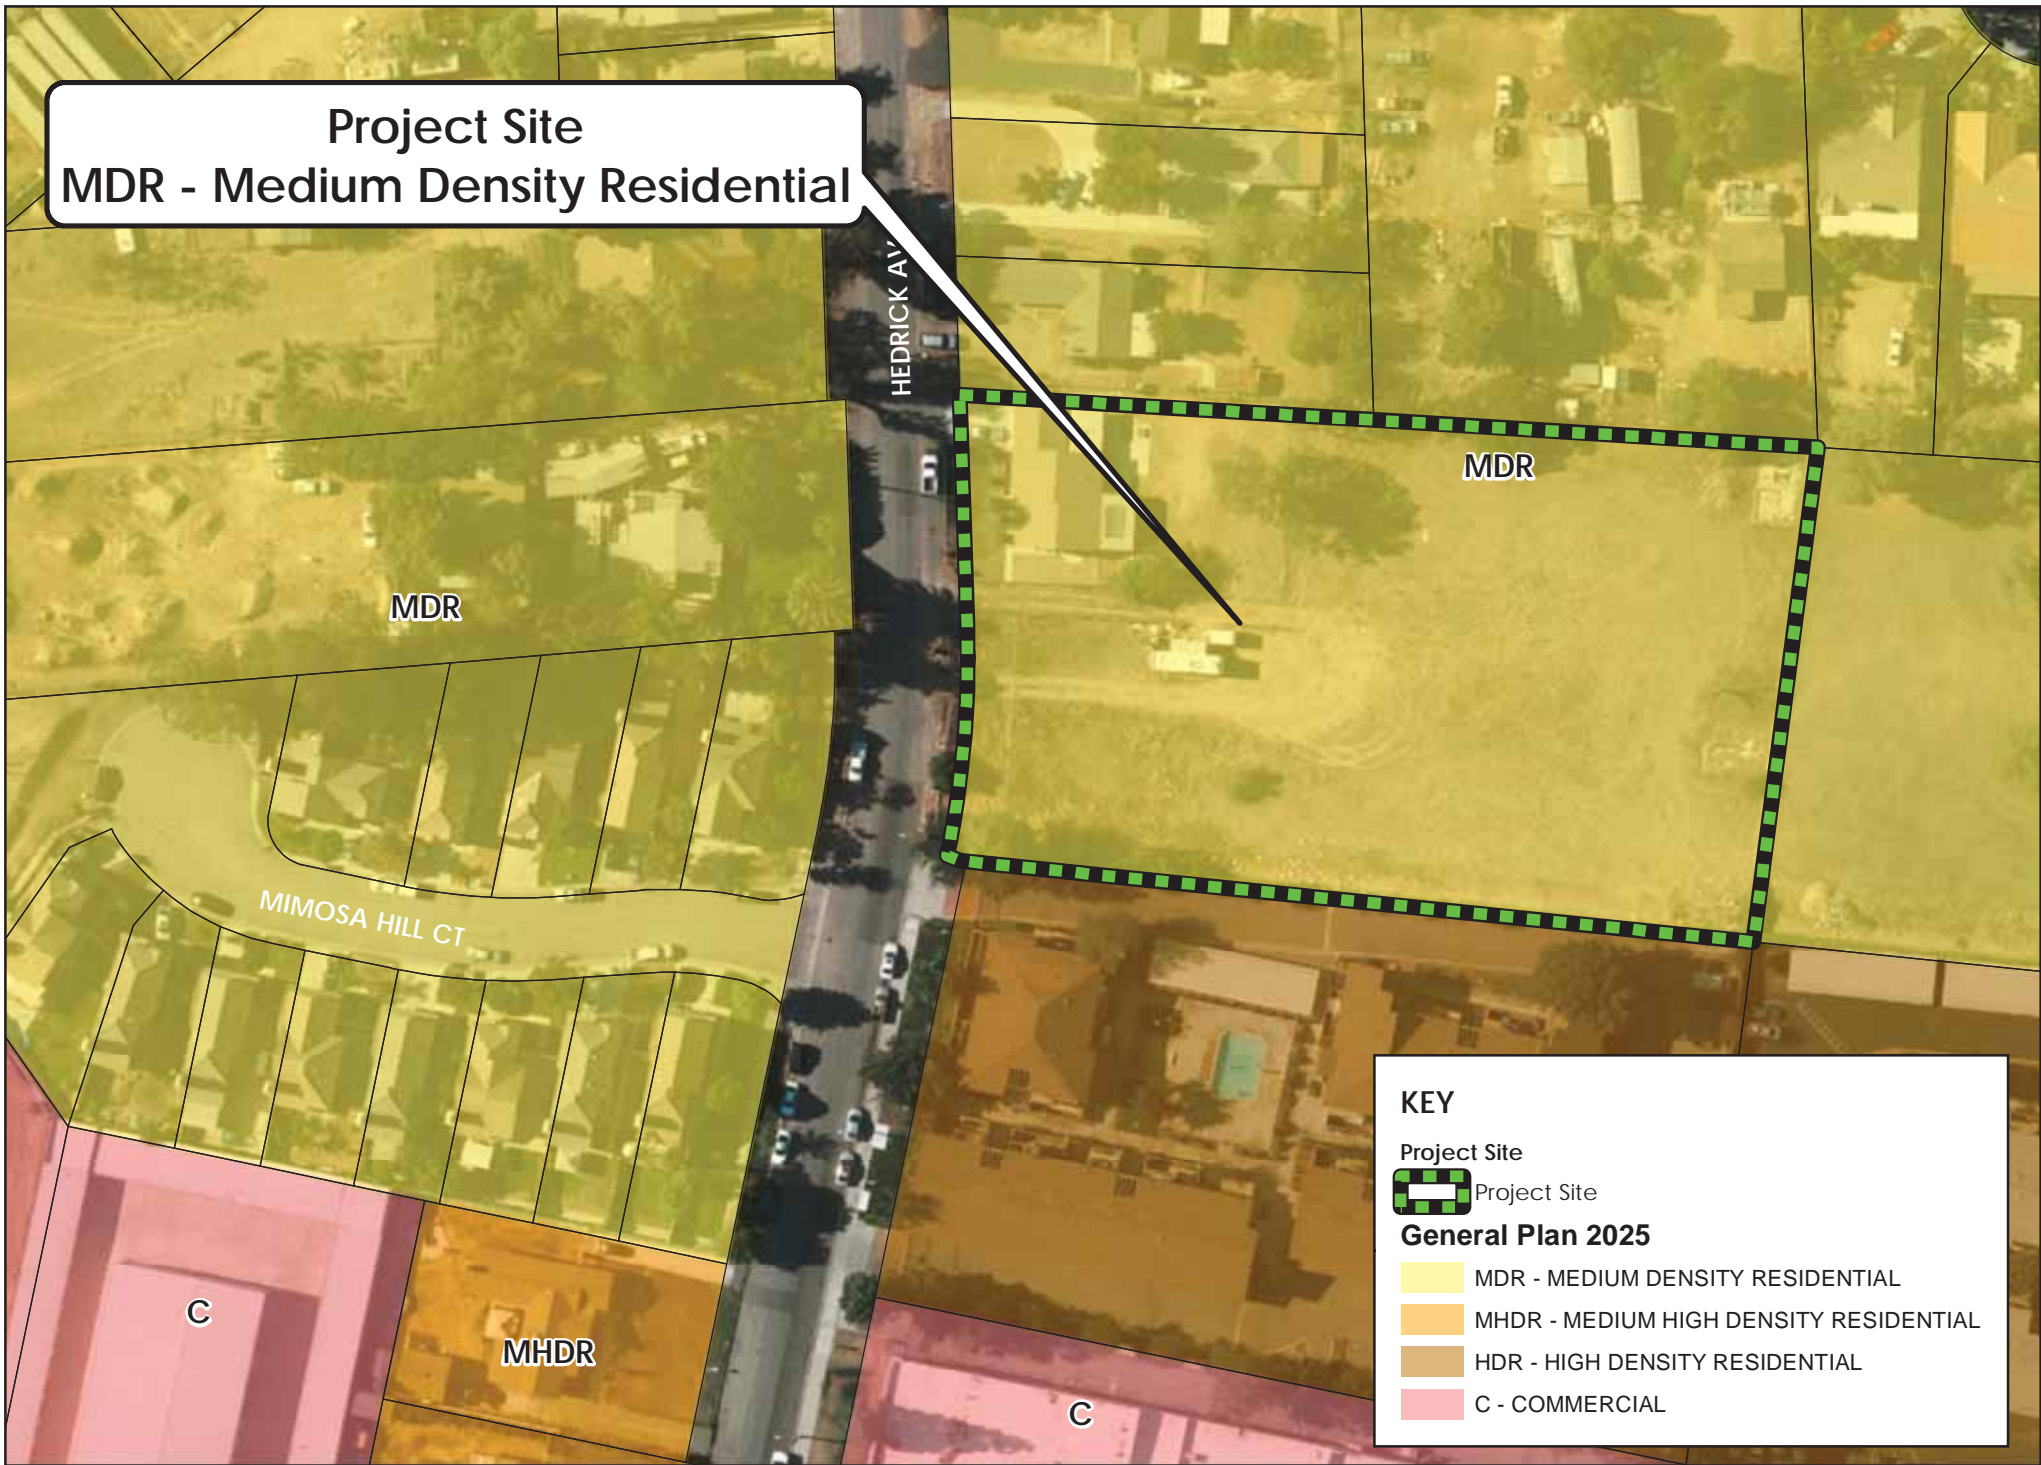 Project Site
MDR - Medium Density Residential
HEDRICK AV
MDR
MDR
MIMOSA HILL CT
C
MHDR
C
KEY
Project Site
Project Site
General Plan 2025
MDR - MEDIUM DENSITY RESIDENTIAL
MHDR - MEDIUM HIGH DENSITY RESIDENTIAL
HDR - HIGH DENSITY RESIDENTIAL
C - COMMERCIAL